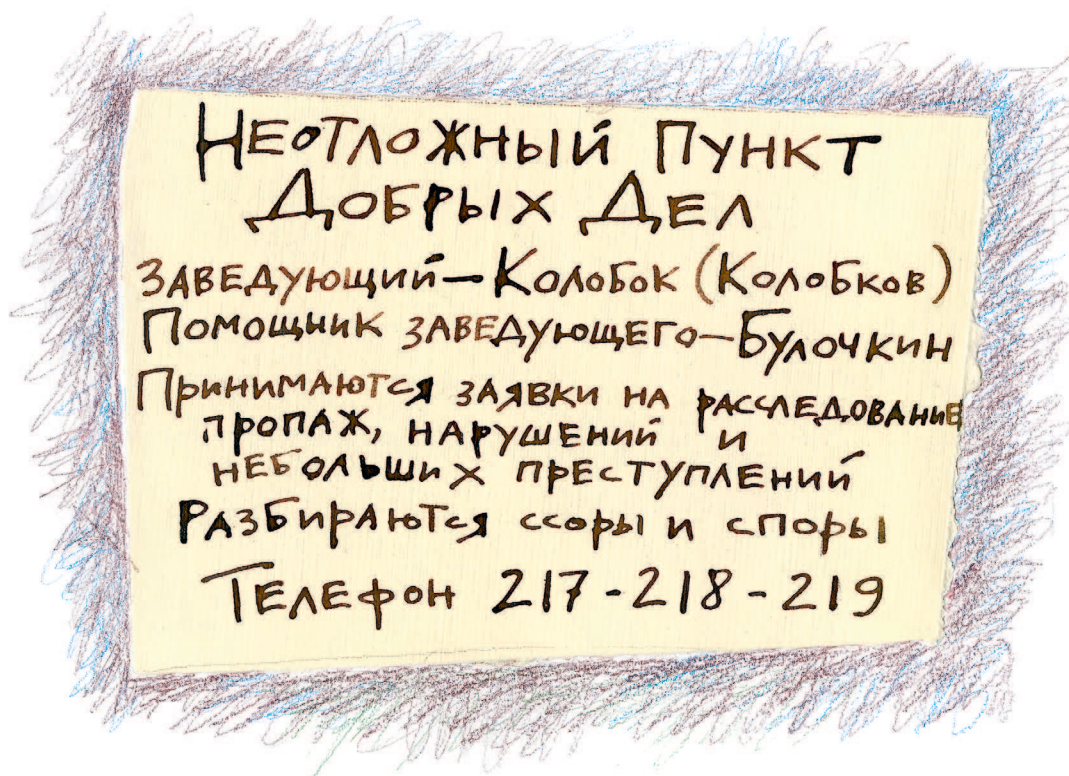 Неотложный Пункт
Добрых Дел
Заведующий – Колобок (Колобков)
Помощник заведующего – Булочкин
Принимаются заявки на расследование
пропаж, нарушений и
небольших преступлений
Разбираются ссоры и споры
Телефон 217-218-219